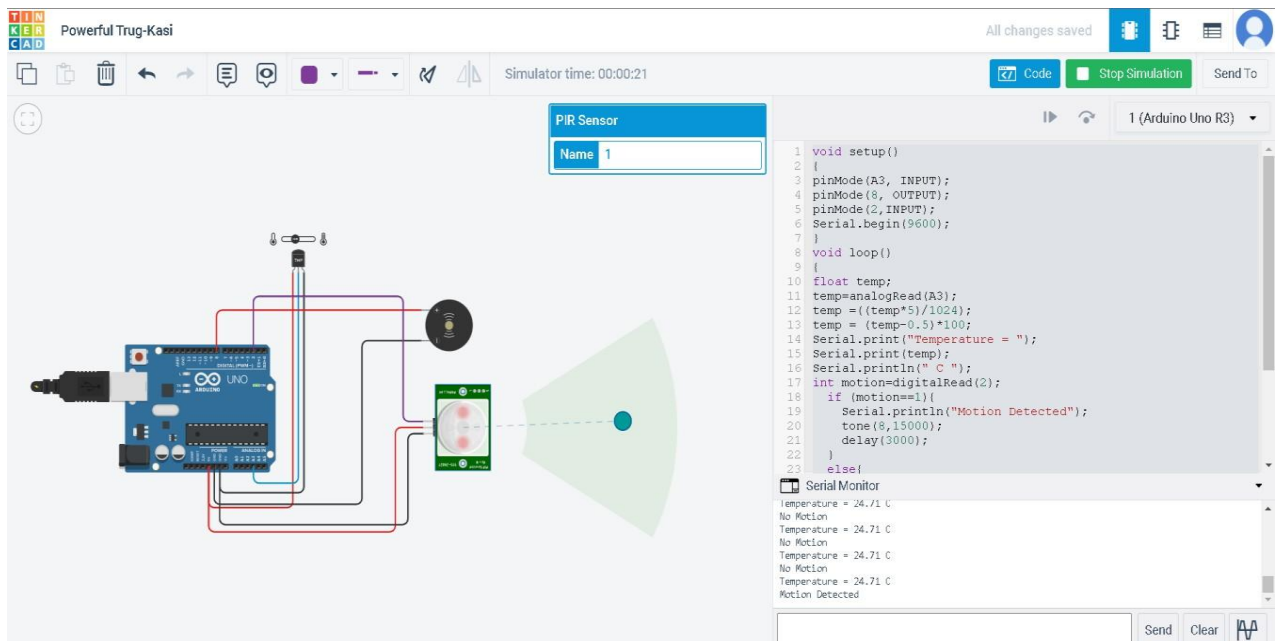 TIN
KER
CAD
Powerful Trug-Kasi
All changes saved
Simulator time: 00:00:21
Code
Stop Simulation
Send To
PIR Sensor
Name 1
1 (Arduino Uno R3)
TMP
DIGITAL (PWM ~)
UNO
ARDUINO
POWER
ANALOG IN
1 void setup()
2 {
3 pinMode(A3, INPUT);
4 pinMode(8, OUTPUT);
5 pinMode(2,INPUT);
6 Serial.begin(9600);
7 }
8 void loop()
9 {
10 float temp;
11 temp=analogRead(A3);
12 temp =((temp*5)/1024);
13 temp = (temp-0.5)*100;
14 Serial.print("Temperature = ");
15 Serial.print(temp);
16 Serial.println(" C ");
17 int motion=digitalRead(2);
18 if (motion==1){
19 Serial.println("Motion Detected");
20 tone(8,15000);
21 delay(3000);
22 }
23 else{
Serial Monitor
Temperature = 24.71 C
No Motion
Temperature = 24.71 C
No Motion
Temperature = 24.71 C
No Motion
Temperature = 24.71 C
Motion Detected
Send
Clear